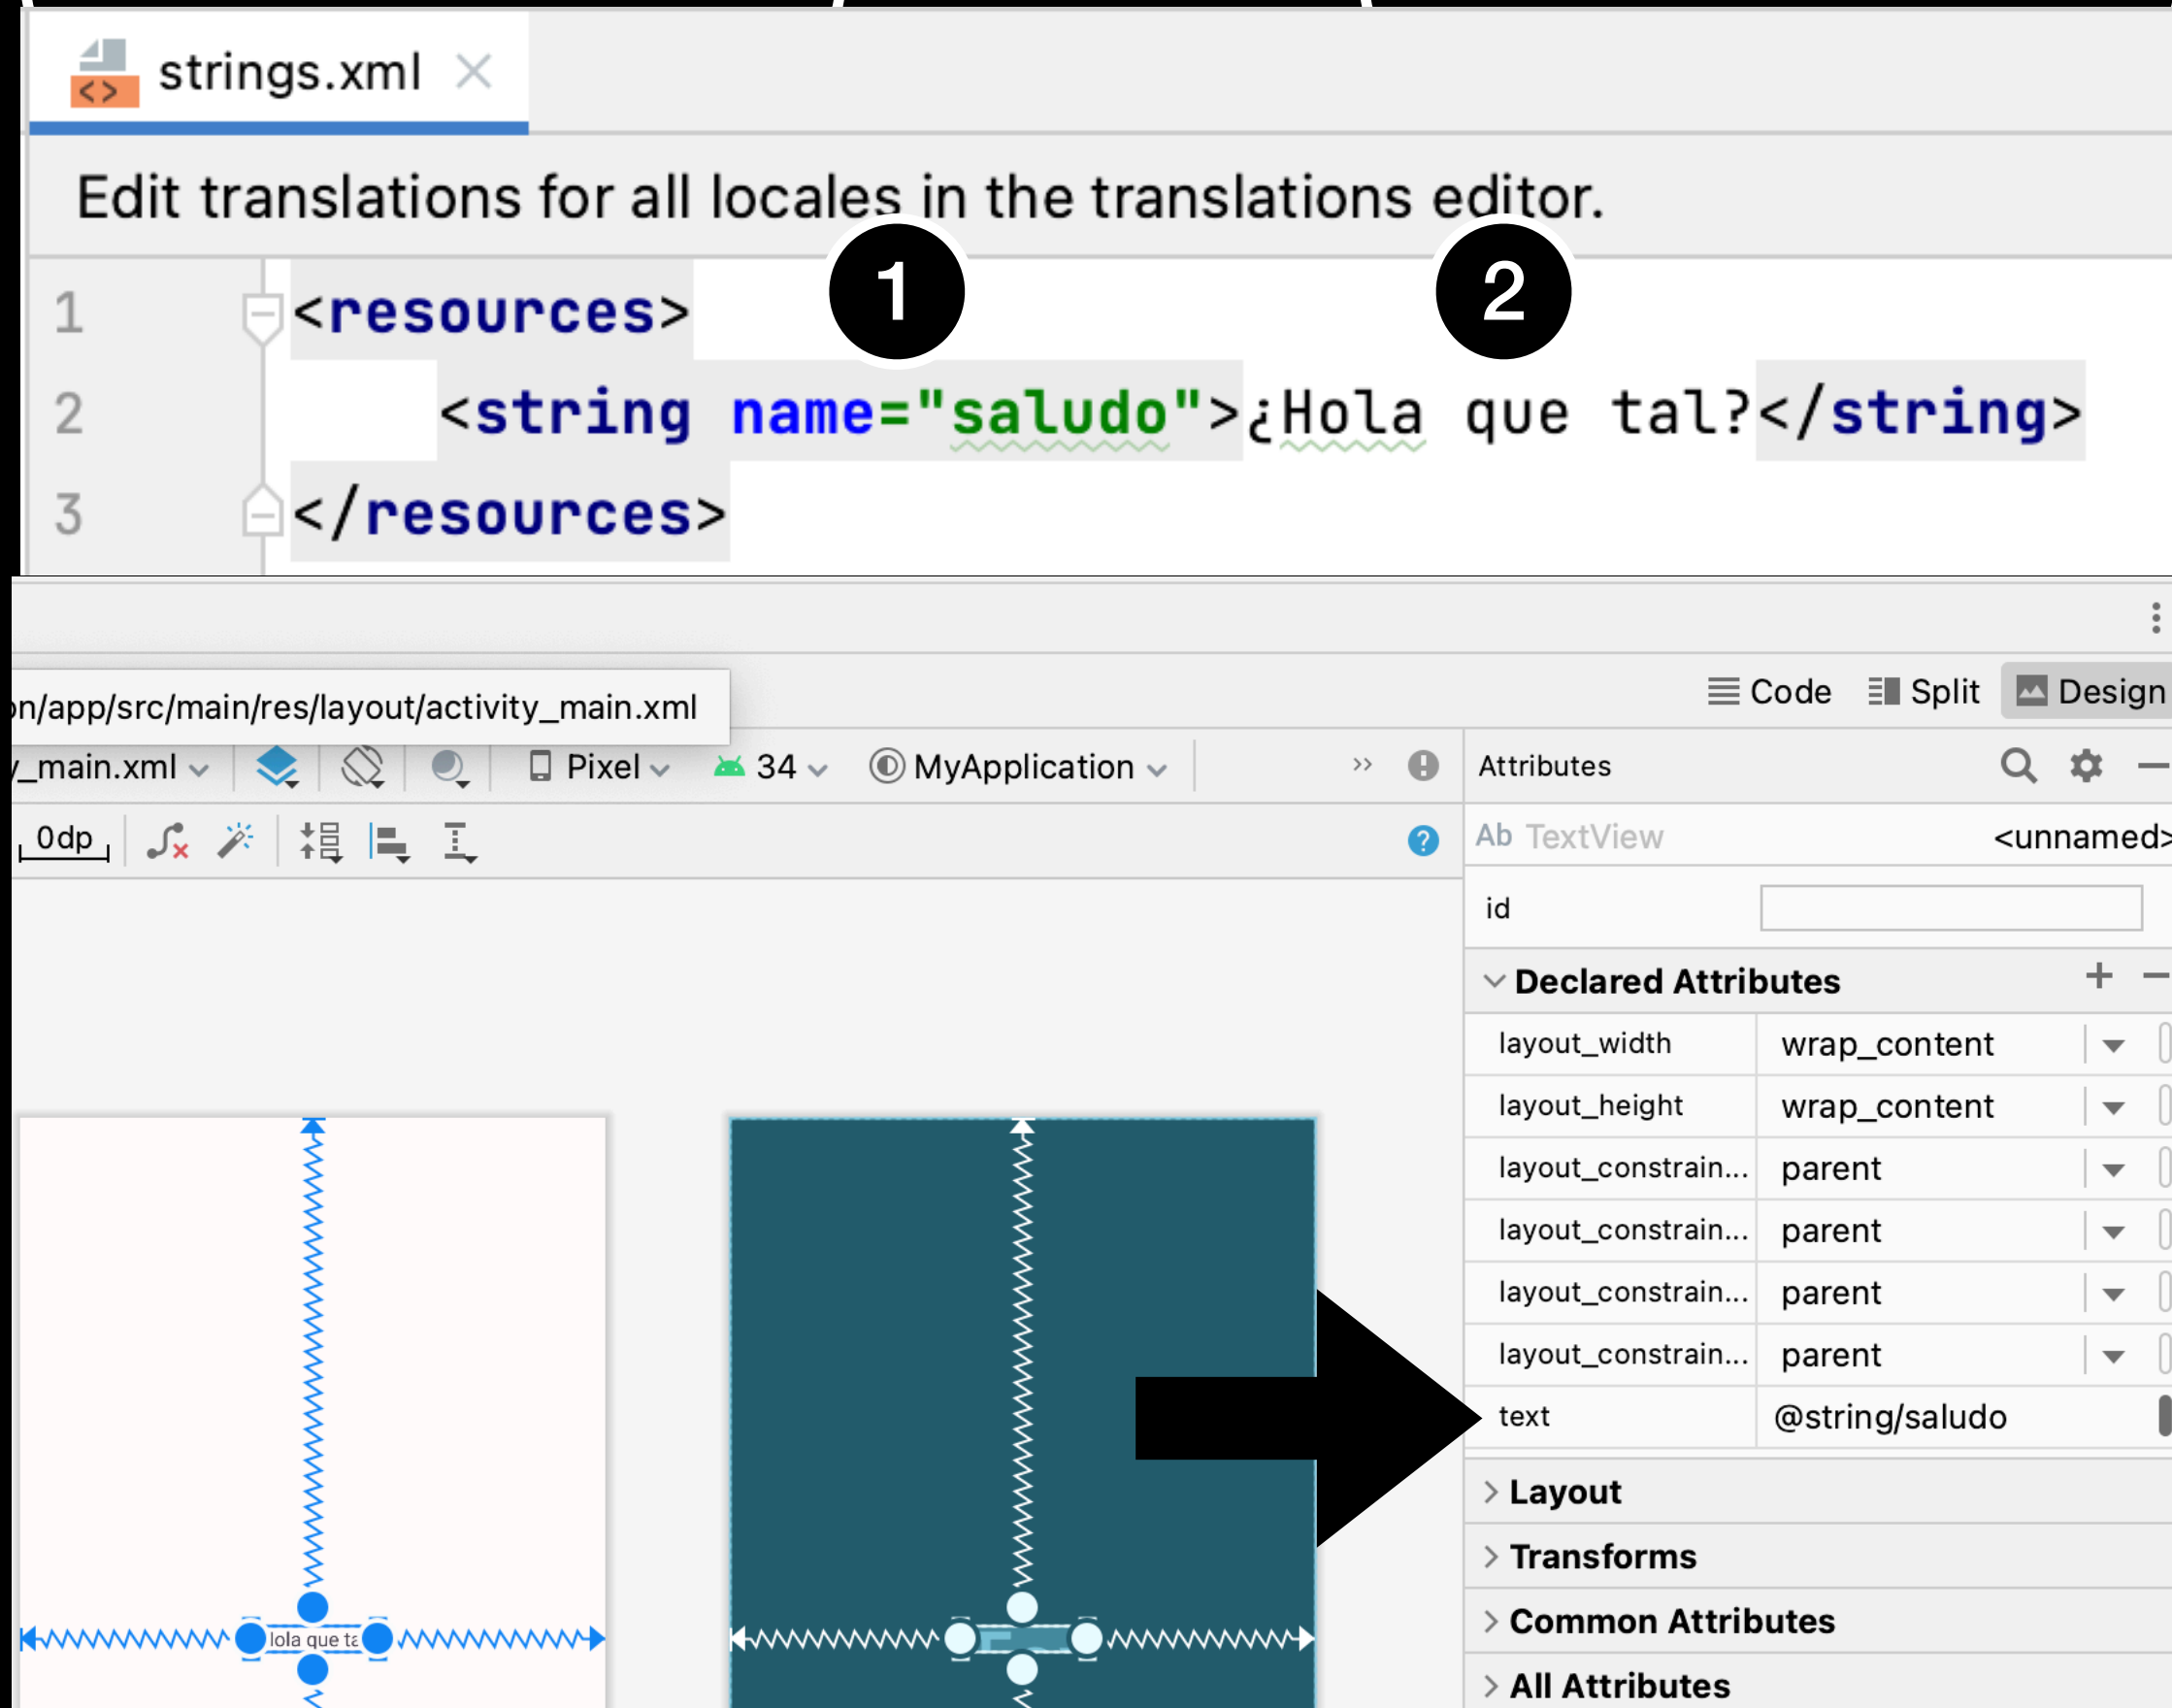 strings.xml
Edit translations for all locales in the translations editor.
1
2
1 <resources>
2 <string name="saludo">¿Hola que tal?</string>
3 </resources>
n/app/src/main/res/layout/activity_main.xml
Code Split Design
_main.xml Pixel 34 MyApplication
Attributes
0dp
Ab TextView <unnamed>
id
Declared Attributes
layout_width wrap_content
layout_height wrap_content
layout_constrain... parent
layout_constrain... parent
layout_constrain... parent
layout_constrain... parent
text @string/saludo
Layout
Transforms
Common Attributes
All Attributes
lola que ta